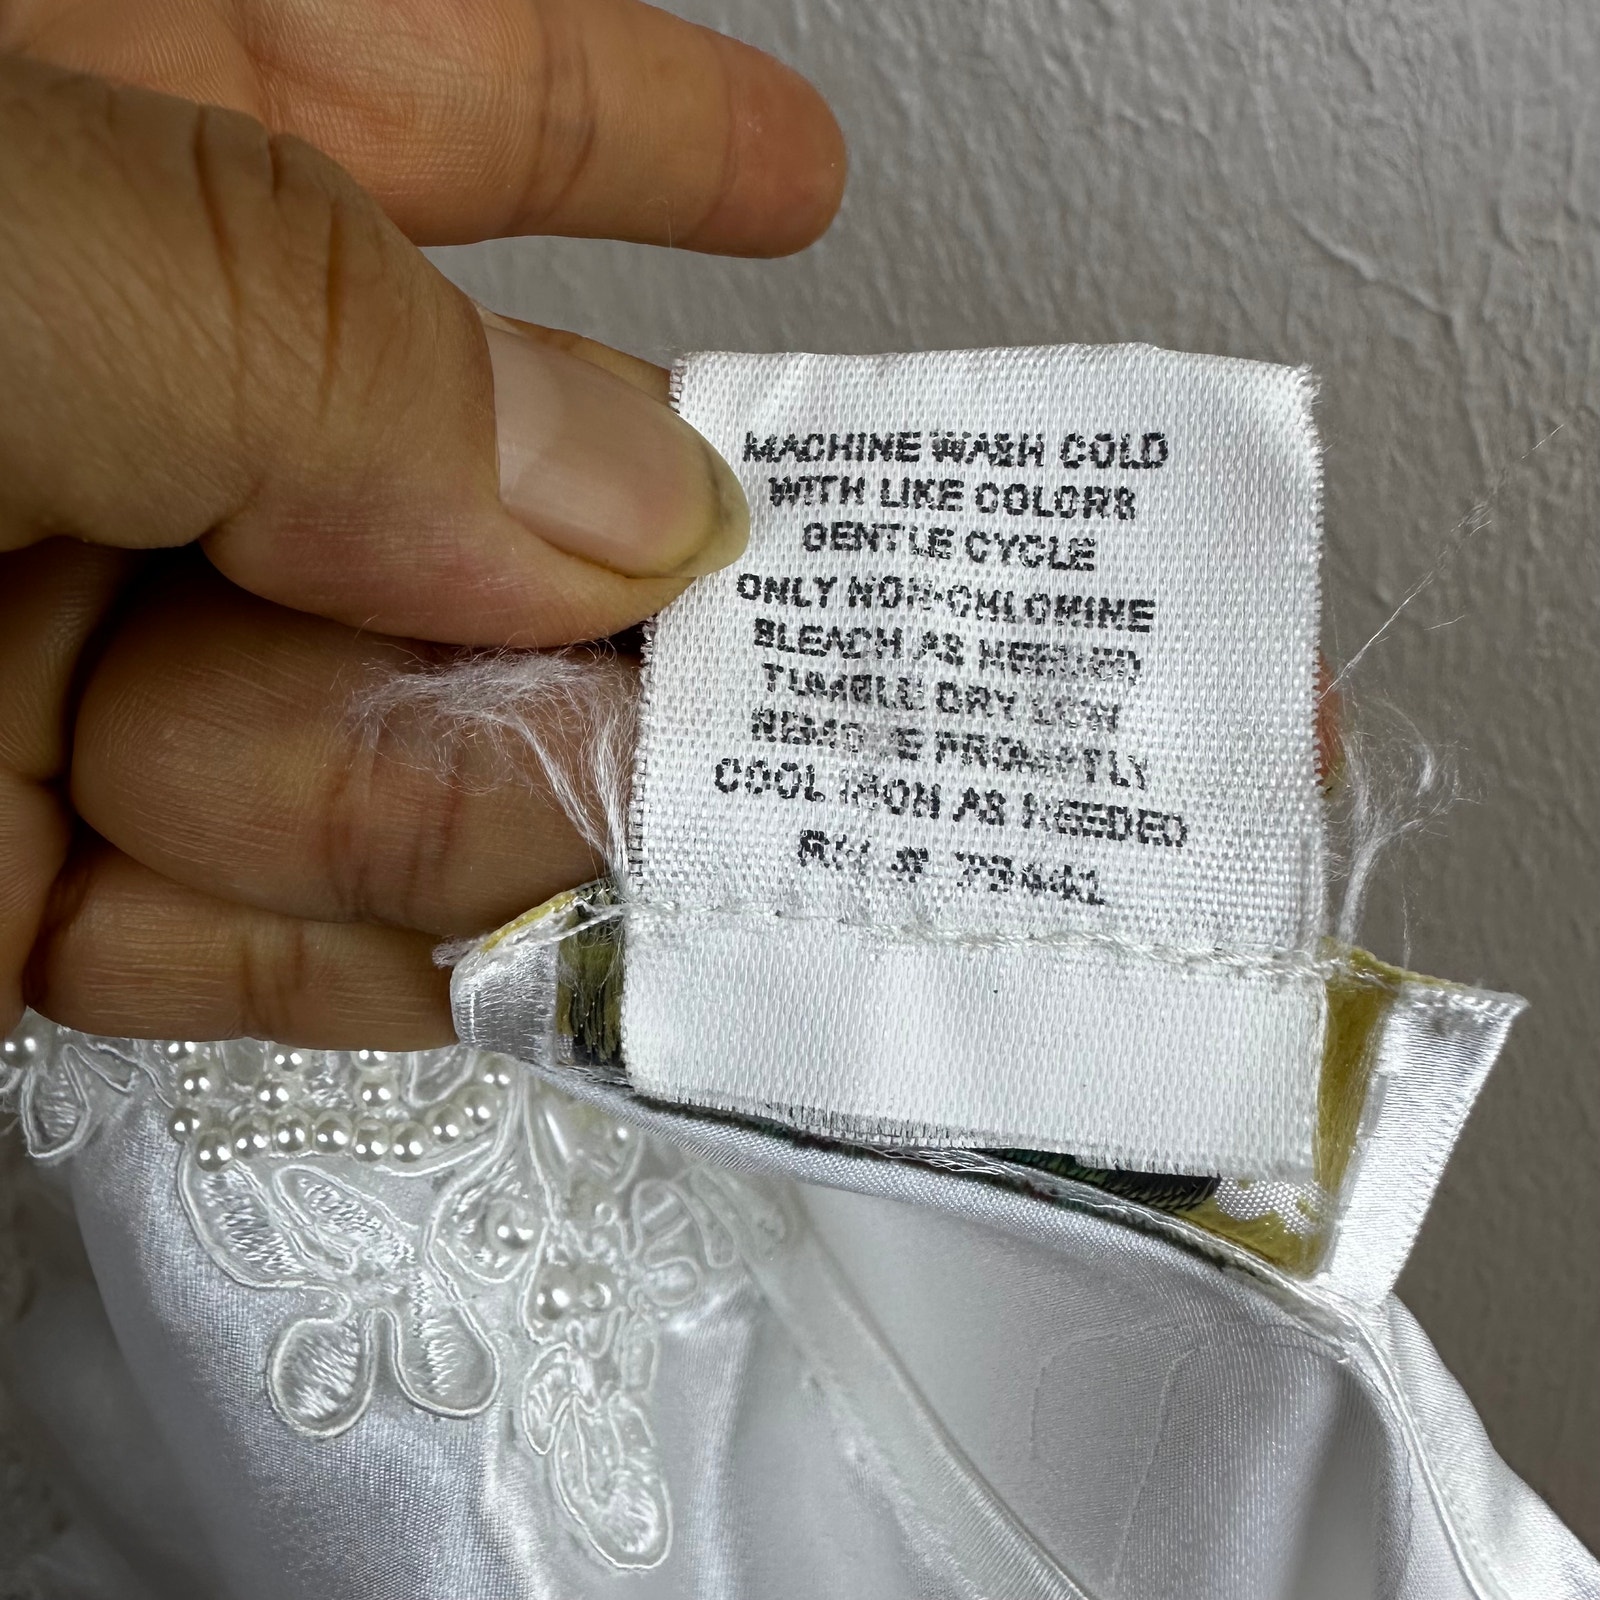 MACHINE WASH COLD
WITH LIKE COLORS
GENTLE CYCLE
ONLY NON-CHLORINE
BLEACH AS NEEDED
TUMBLE DRY LOW
REMOVE PROMPTLY
COOL IRON AS NEEDED
RN #